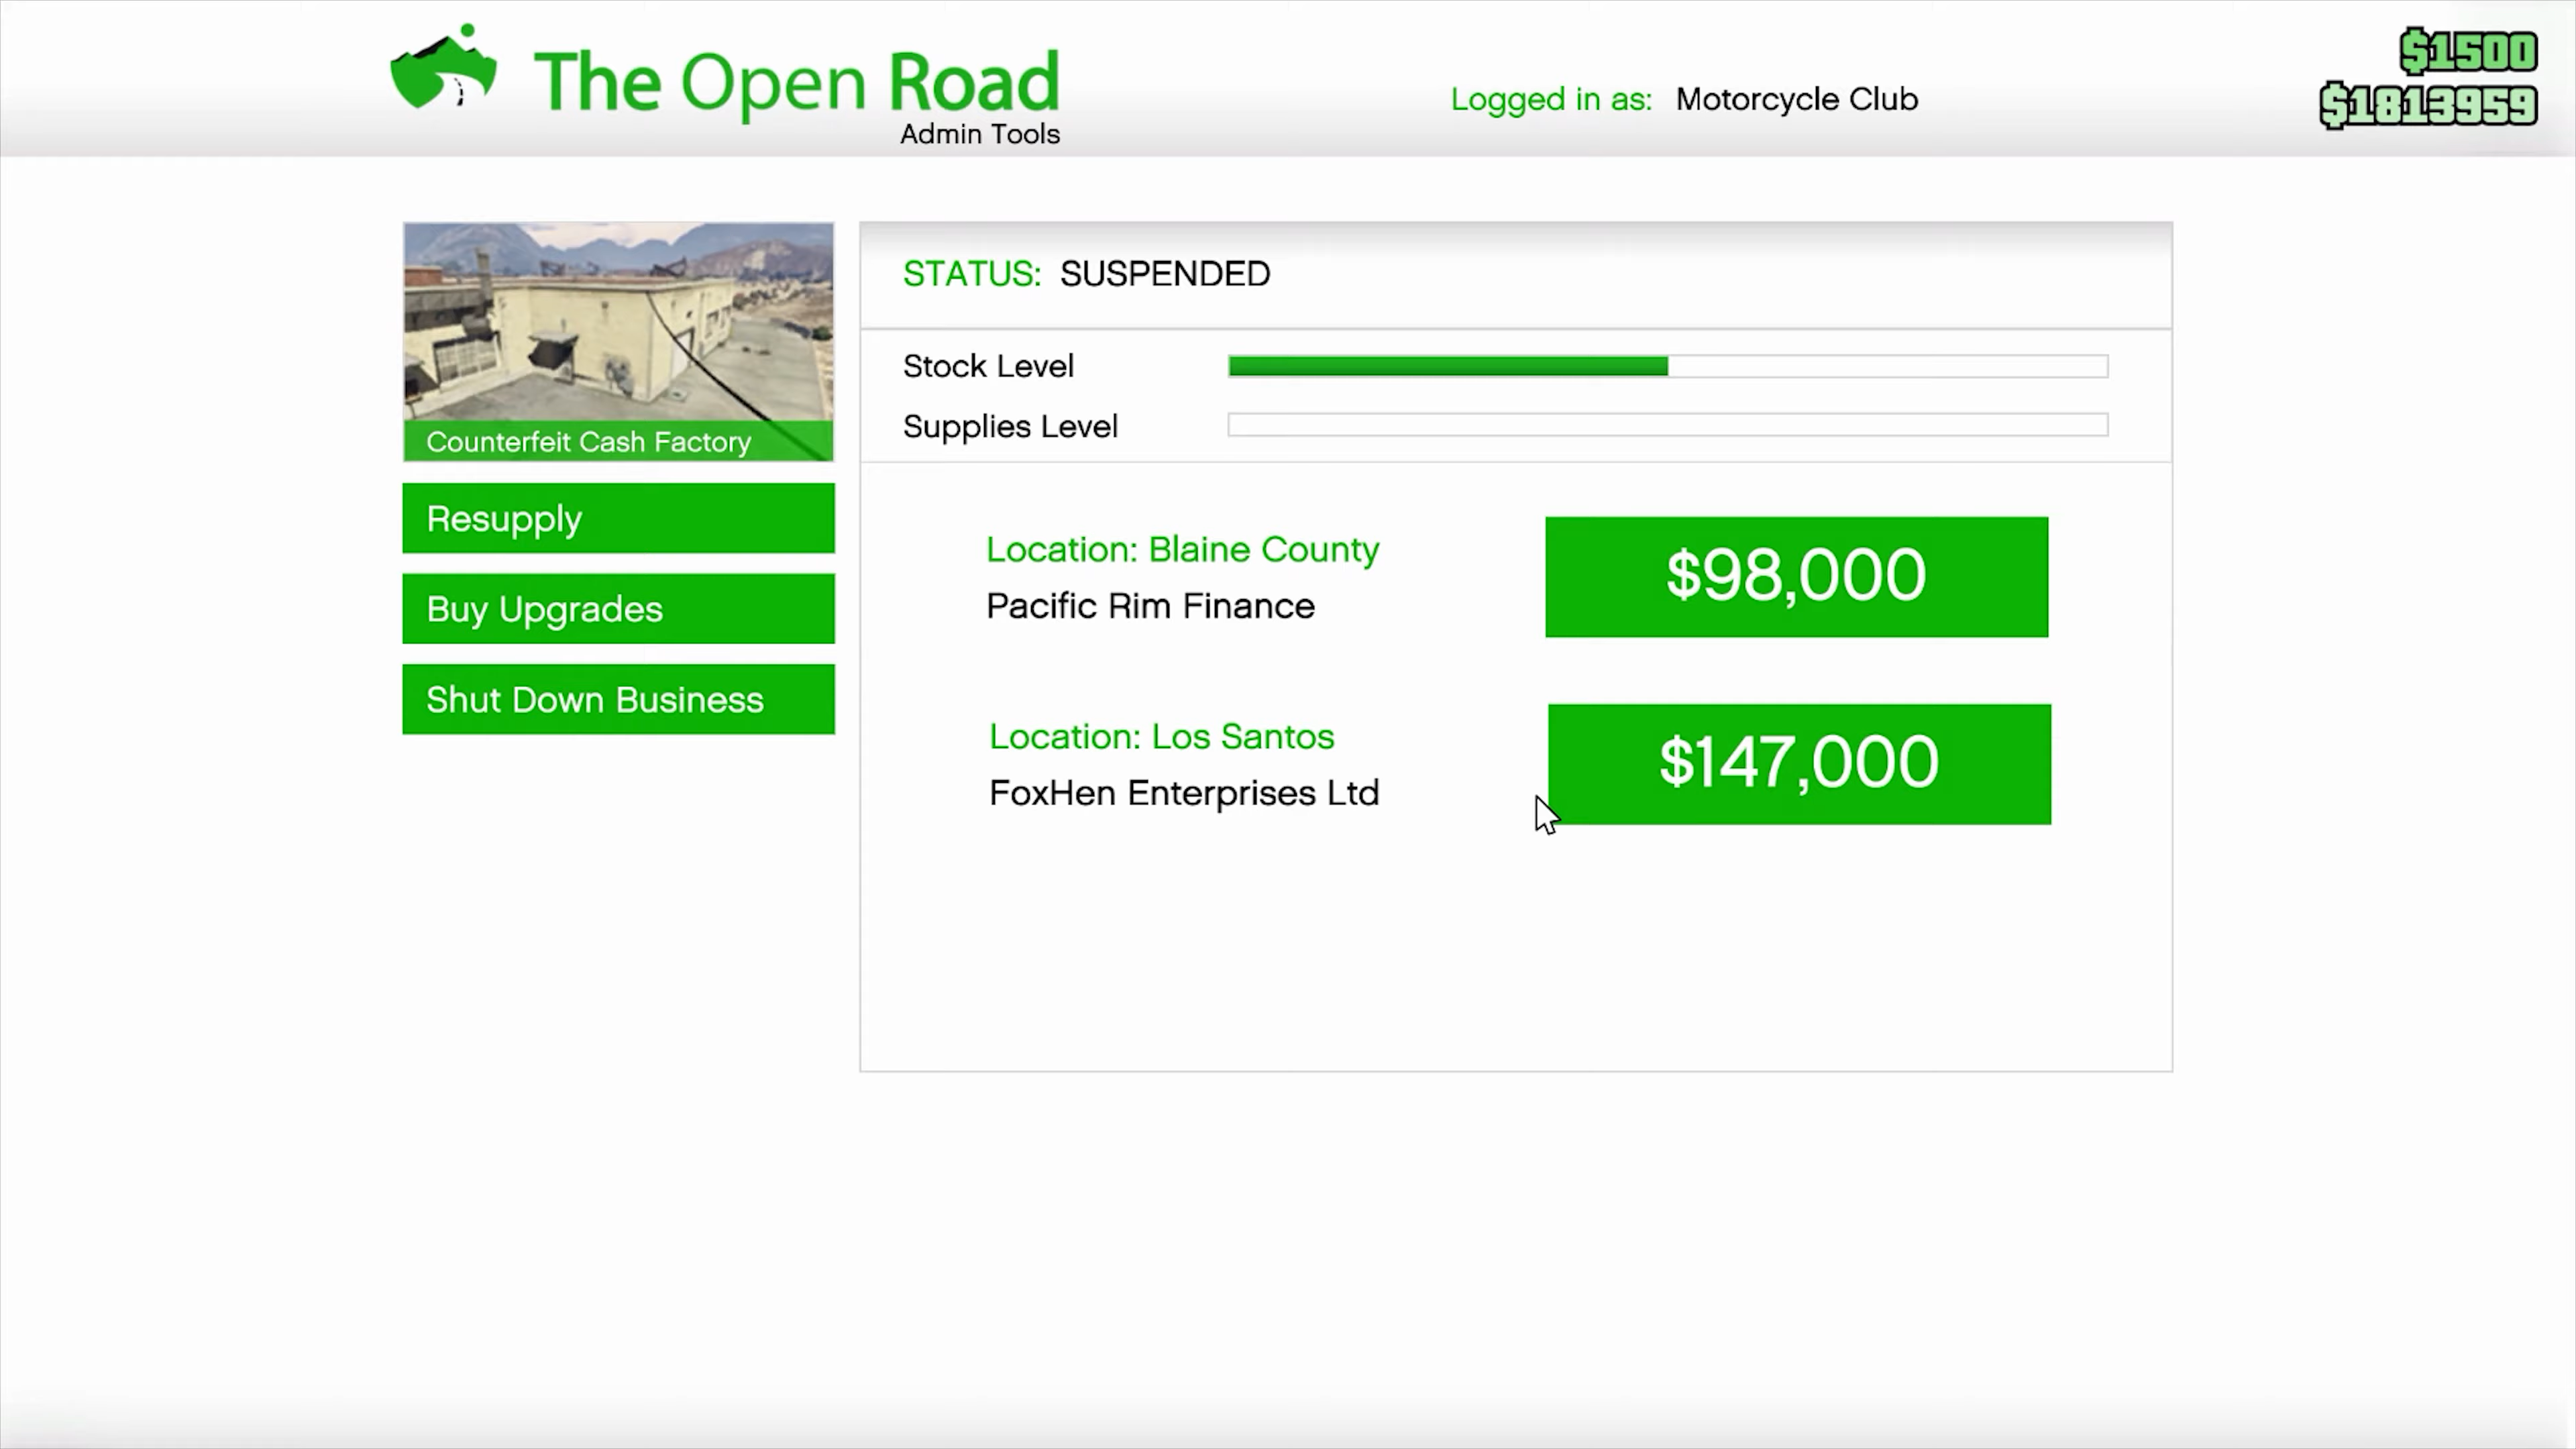 The Open Road
Admin Tools
Logged in as: Motorcycle Club
$1500
$1813959
Counterfeit Cash Factory
Resupply
Buy Upgrades
Shut Down Business
STATUS: SUSPENDED
Stock Level
Supplies Level
Location: Blaine County
Pacific Rim Finance
$98,000
Location: Los Santos
FoxHen Enterprises Ltd
$147,000